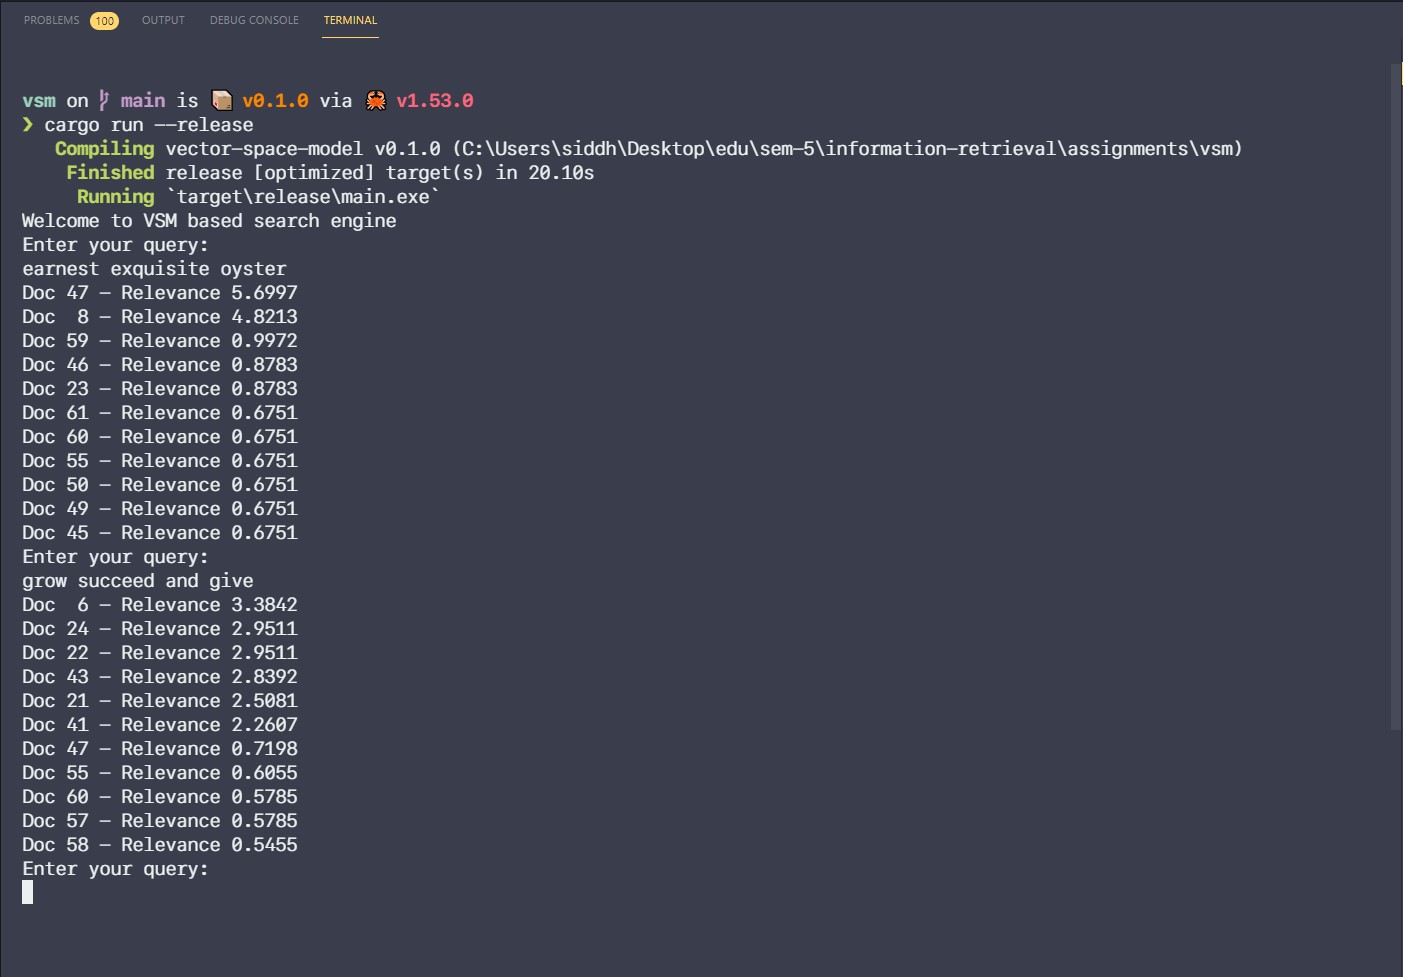 PROBLEMS 100 OUTPUT DEBUG CONSOLE TERMINAL
vsm on main is v0.1.0 via v1.53.0
❯ cargo run --release
Compiling vector-space-model v0.1.0 (C:\Users\siddh\Desktop\edu\sem-5\information-retrieval\assignments\vsm)
Finished release [optimized] target(s) in 20.10s
Running `target\release\main.exe`
Welcome to VSM based search engine
Enter your query:
earnest exquisite oyster
Doc 47 - Relevance 5.6997
Doc  8 - Relevance 4.8213
Doc 59 - Relevance 0.9972
Doc 46 - Relevance 0.8783
Doc 23 - Relevance 0.8783
Doc 61 - Relevance 0.6751
Doc 60 - Relevance 0.6751
Doc 55 - Relevance 0.6751
Doc 50 - Relevance 0.6751
Doc 49 - Relevance 0.6751
Doc 45 - Relevance 0.6751
Enter your query:
grow succeed and give
Doc  6 - Relevance 3.3842
Doc 24 - Relevance 2.9511
Doc 22 - Relevance 2.9511
Doc 43 - Relevance 2.8392
Doc 21 - Relevance 2.5081
Doc 41 - Relevance 2.2607
Doc 47 - Relevance 0.7198
Doc 55 - Relevance 0.6055
Doc 60 - Relevance 0.5785
Doc 57 - Relevance 0.5785
Doc 58 - Relevance 0.5455
Enter your query: